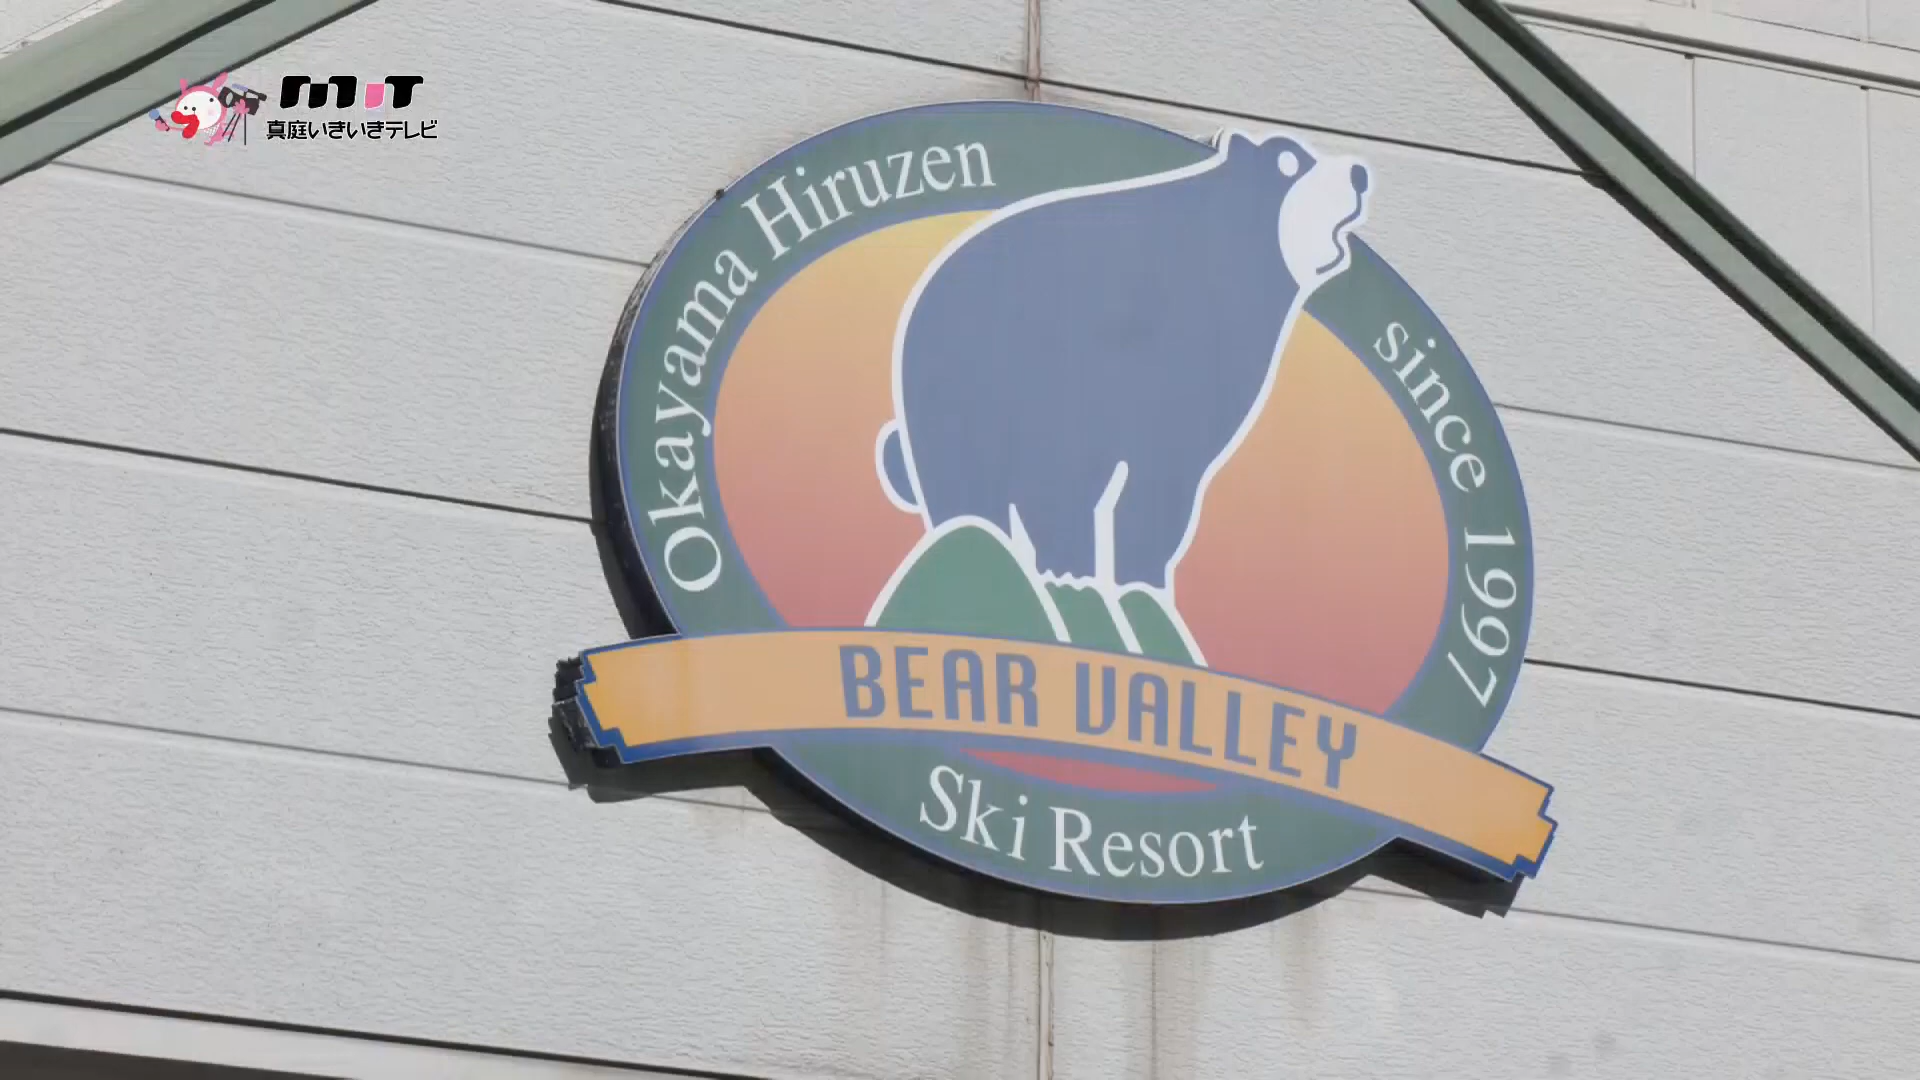 MIT
真庭いきいきテレビ
Okayama Hiruzen
since 1997
BEAR VALLEY
Ski Resort